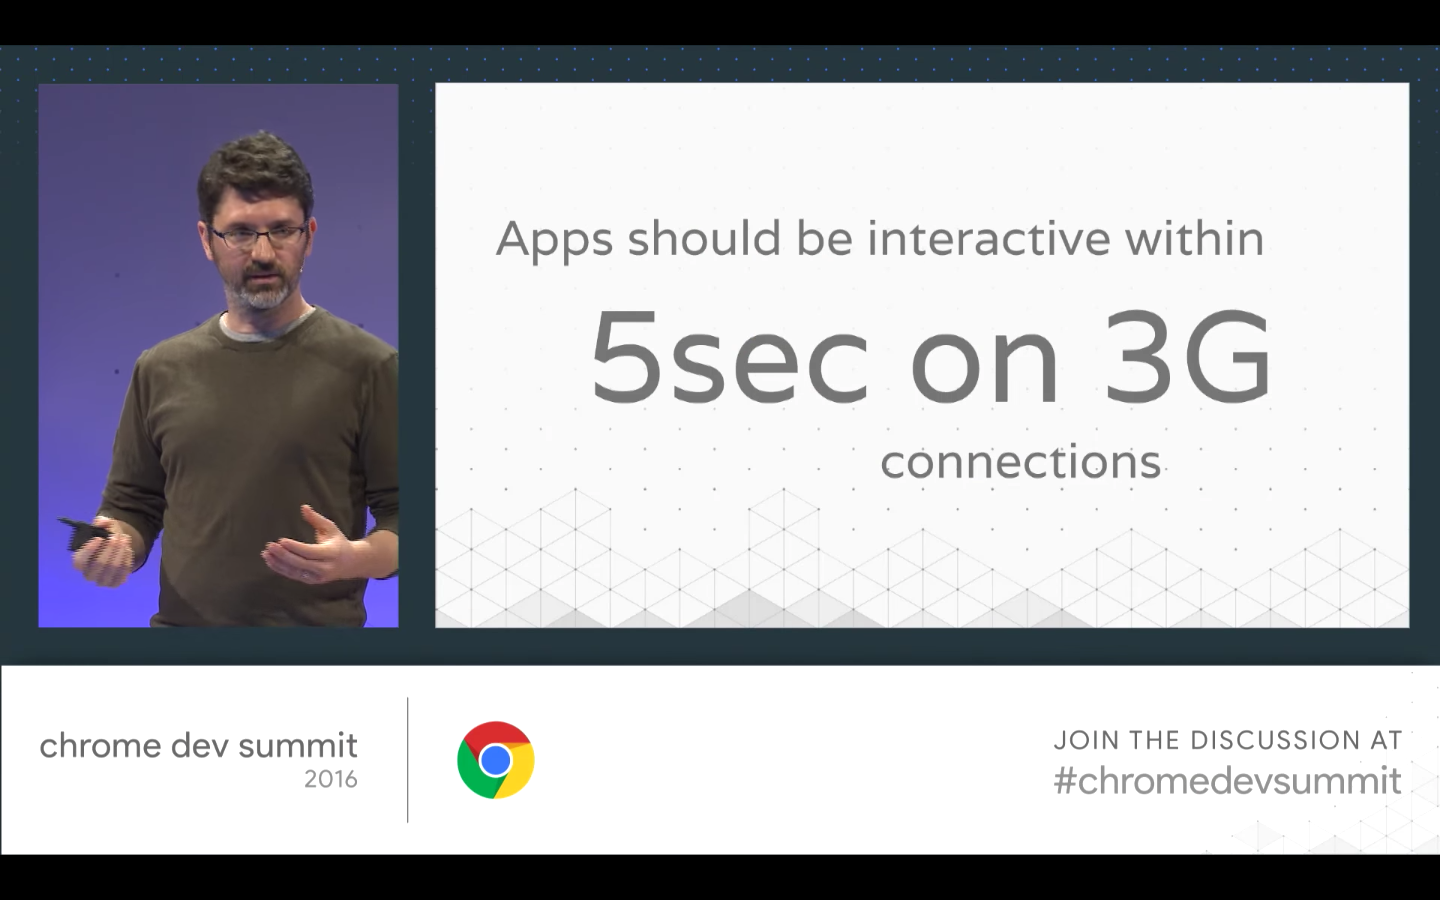 Apps should be interactive within
5sec on 3G
connections
chrome dev summit
2016
JOIN THE DISCUSSION AT
#chromedevsummit